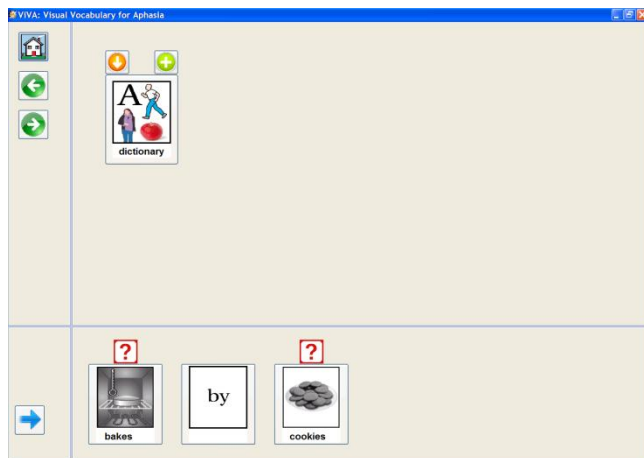 ViVA: Visual Vocabulary for Aphasia
A
dictionary
?
?
by
bakes
cookies